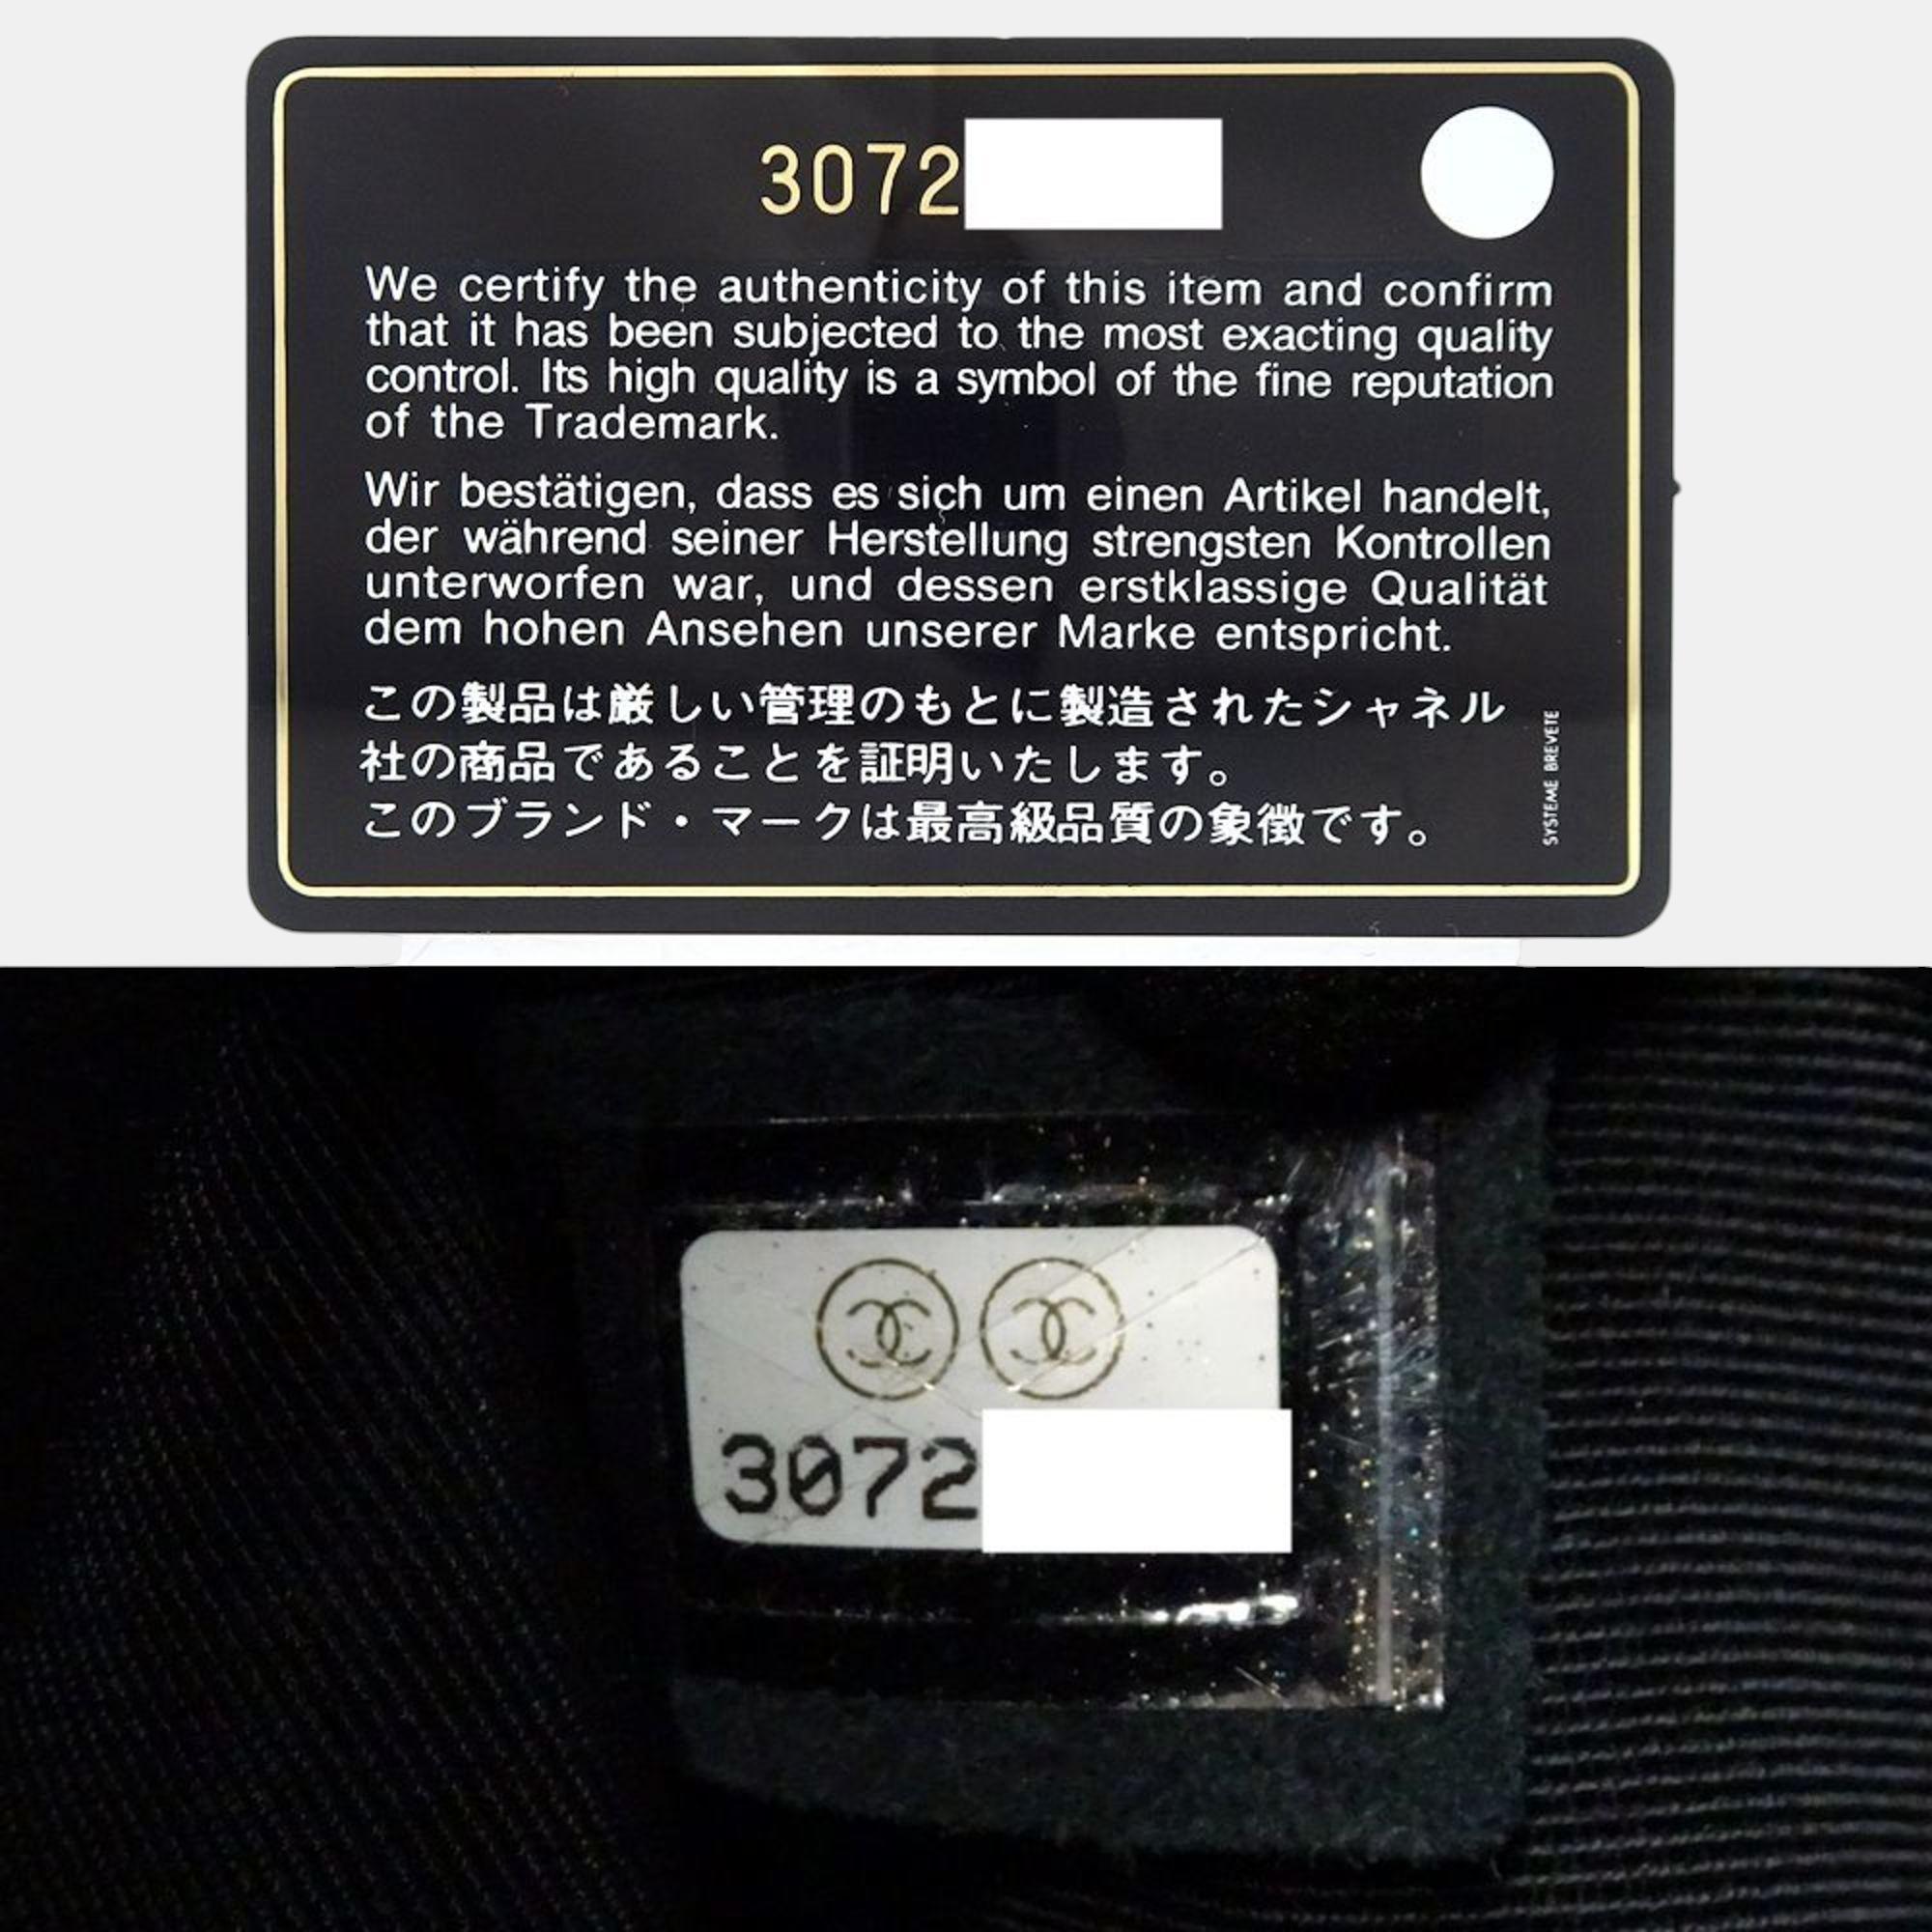 3072
We certify the authenticity of this item and confirm
that it has been subjected to the most exacting quality
control. Its high quality is a symbol of the fine reputation
of the Trademark.
Wir bestätigen, dass es sich um einen Artikel handelt,
der während seiner Herstellung strengsten Kontrollen
unterworfen war, und dessen erstklassige Qualität
dem hohen Ansehen unserer Marke entspricht.
この製品は厳しい管理のもとに製造されたシャネル
社の商品であることを証明いたします。
このブランド・マークは最高級品質の象徴です。
SYSTEME BREVETE
3072